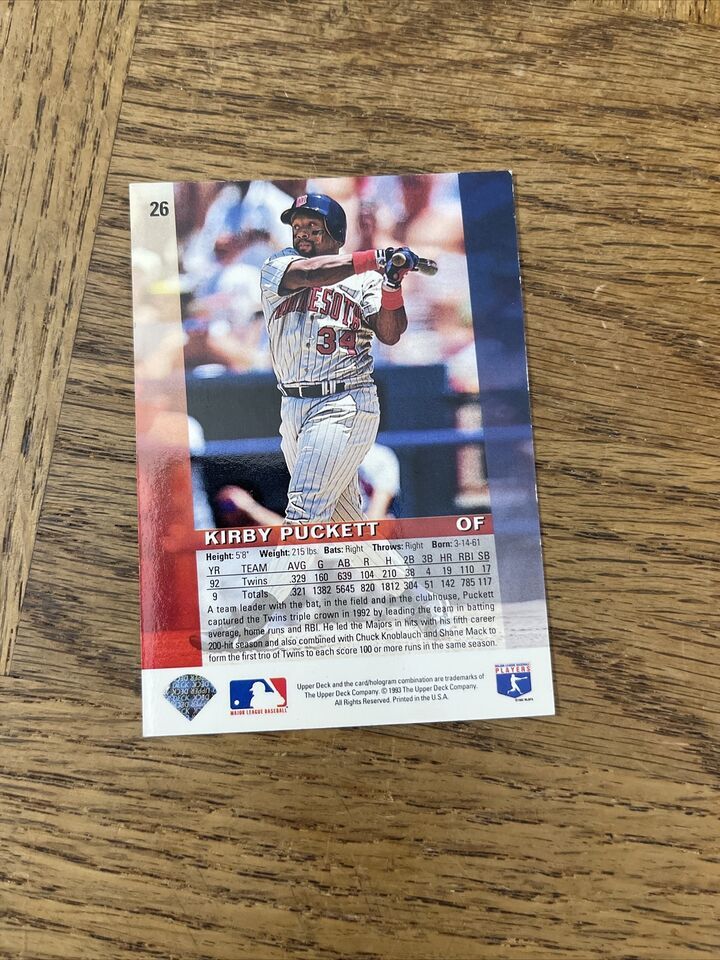 26
MINNESOTA
34
KIRBY PUCKETT OF
Height: 5'8" Weight: 215 lbs. Bats: Right Throws: Right Born: 3-14-61
YR TEAM AVG G AB R H 2B 3B HR RBI SB
92 Twins .329 160 639 104 210 38 4 19 110 17
9 Totals .321 1382 5645 820 1812 304 51 142 785 117
A team leader with the bat, in the field and in the clubhouse, Puckett
captured the Twins triple crown in 1992 by leading the team in batting
average, home runs and RBI. He led the Majors in hits with his fifth career
200-hit season and also combined with Chuck Knoblauch and Shane Mack to
form the first trio of Twins to each score 100 or more runs in the same season.
UPPER DECK
MAJOR LEAGUE BASEBALL
Upper Deck and the card/hologram combination are trademarks of
The Upper Deck Company. © 1993 The Upper Deck Company.
All Rights Reserved. Printed in the U.S.A.
MAJOR LEAGUE BASEBALL
PLAYERS